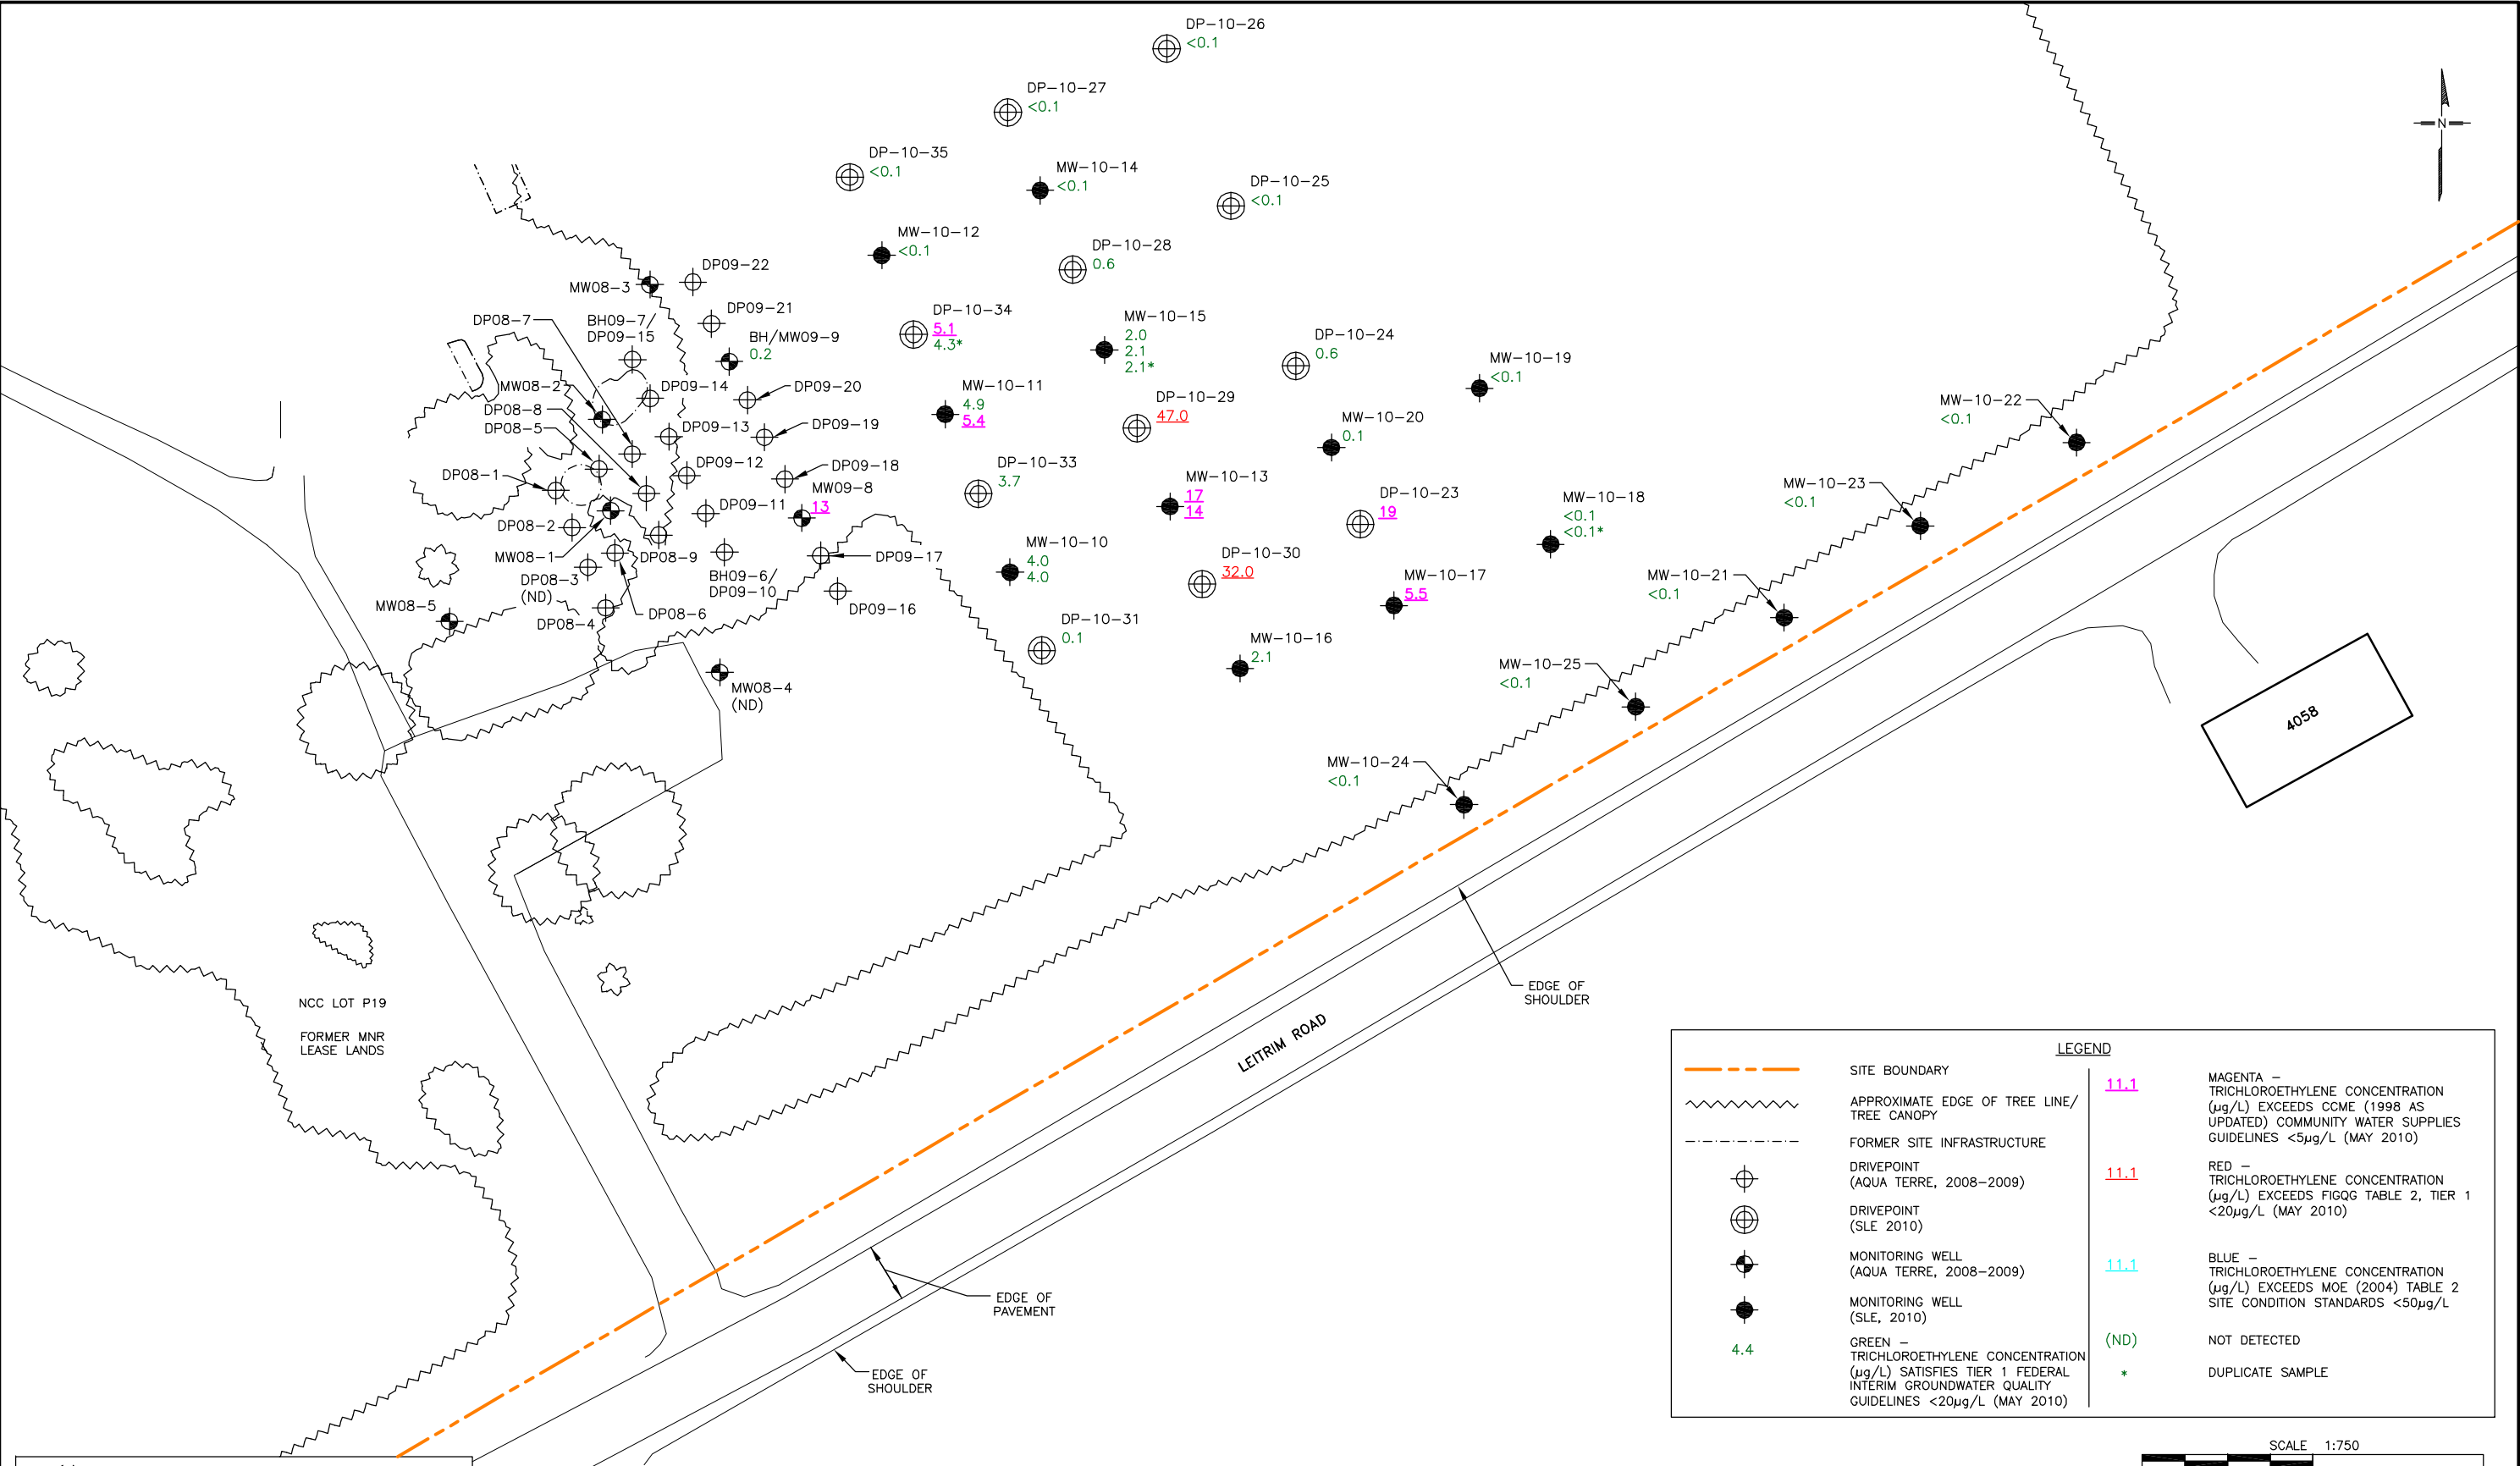 DP-10-26
<0.1
DP-10-27
<0.1
DP-10-35
<0.1
MW-10-14
<0.1
DP-10-25
<0.1
N
MW-10-12
<0.1
DP-10-28
0.6
DP09-22
MW08-3
DP09-21
DP08-7
BH09-7/
DP09-15
BH/MW09-9
0.2
DP-10-34
5.1
4.3*
MW-10-15
2.0
2.1
2.1*
DP-10-24
0.6
MW-10-19
<0.1
MW08-2
DP09-14
DP09-20
MW-10-11
4.9
5.4
DP-10-29
47.0
MW-10-20
0.1
MW-10-22
<0.1
DP08-8
DP08-5
DP09-13
DP09-19
DP08-1
DP09-12
DP09-18
MW09-8
13
DP-10-33
3.7
MW-10-13
17
14
DP-10-23
19
MW-10-18
<0.1
<0.1*
MW-10-23
<0.1
DP08-2
DP09-11
MW08-1
DP08-9
DP09-17
MW-10-10
4.0
4.0
DP-10-30
32.0
MW-10-17
5.5
MW-10-21
<0.1
DP08-3
(ND)
BH09-6/
DP09-10
DP09-16
MW08-5
DP08-4
DP08-6
DP-10-31
0.1
MW-10-16
2.1
MW-10-25
<0.1
MW08-4
(ND)
4058
MW-10-24
<0.1
NCC LOT P19
FORMER MNR
LEASE LANDS
EDGE OF
SHOULDER
LEITRIM ROAD
EDGE OF
PAVEMENT
EDGE OF
SHOULDER
LEGEND
SITE BOUNDARY
APPROXIMATE EDGE OF TREE LINE/
TREE CANOPY
FORMER SITE INFRASTRUCTURE
DRIVEPOINT
(AQUA TERRE, 2008-2009)
DRIVEPOINT
(SLE 2010)
MONITORING WELL
(AQUA TERRE, 2008-2009)
MONITORING WELL
(SLE, 2010)
4.4
GREEN -
TRICHLOROETHYLENE CONCENTRATION
(µg/L) SATISFIES TIER 1 FEDERAL
INTERIM GROUNDWATER QUALITY
GUIDELINES <20µg/L (MAY 2010)
11.1
MAGENTA -
TRICHLOROETHYLENE CONCENTRATION
(µg/L) EXCEEDS CCME (1998 AS
UPDATED) COMMUNITY WATER SUPPLIES
GUIDELINES <5µg/L (MAY 2010)
11.1
RED -
TRICHLOROETHYLENE CONCENTRATION
(µg/L) EXCEEDS FIGQG TABLE 2, TIER 1
<20µg/L (MAY 2010)
11.1
BLUE -
TRICHLOROETHYLENE CONCENTRATION
(µg/L) EXCEEDS MOE (2004) TABLE 2
SITE CONDITION STANDARDS <50µg/L
(ND)
NOT DETECTED
*
DUPLICATE SAMPLE
SCALE 1:750